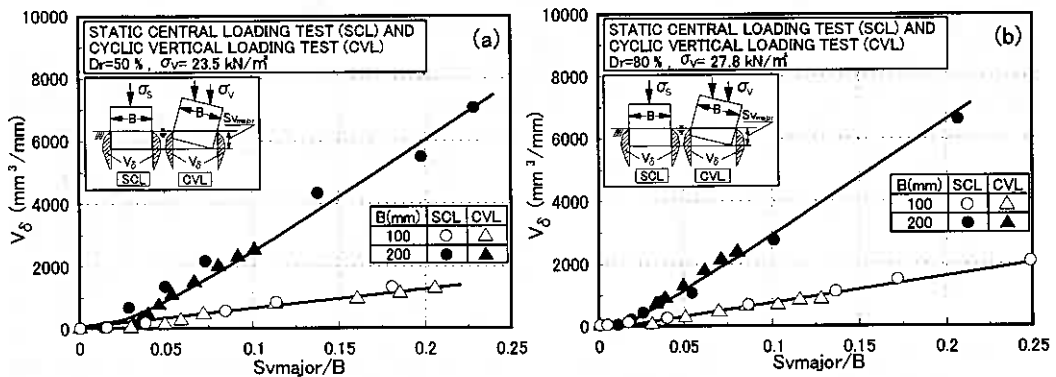 STATIC CENTRAL LOADING TEST (SCL) AND
CYCLIC VERTICAL LOADING TEST (CVL)
Dr=50 % , σv= 23.5 kN/㎡
(a)
σS
σV
B
B
Svmajor
Vδ
Vδ
SCL
CVL
B(mm) SCL CVL
100
200
Vδ (mm³/mm)
10000
8000
6000
4000
2000
0
0 0.05 0.1 0.15 0.2 0.25
Svmajor/B
STATIC CENTRAL LOADING TEST (SCL) AND
CYCLIC VERTICAL LOADING TEST (CVL)
Dr=80 % , σv= 27.8 kN/㎡
(b)
σS
σV
B
B
Svmajor
Vδ
Vδ
SCL
CVL
B(mm) SCL CVL
100
200
Vδ (mm³/mm)
10000
8000
6000
4000
2000
0
0 0.05 0.1 0.15 0.2 0.25
Svmajor/B